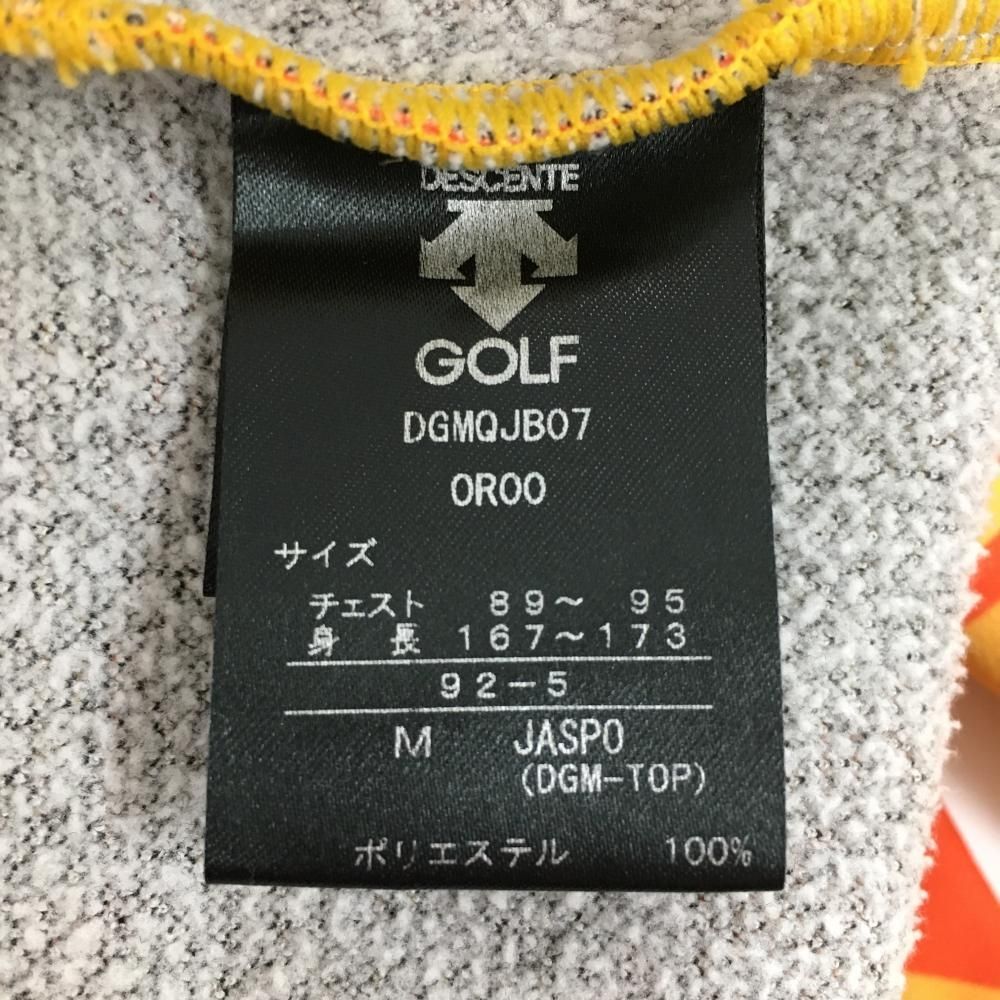 DESCENTE
GOLF
DGMQJB07
OR00
サイズ
チェスト 89～ 95
身 長 167～173
92-5
M JASPO
(DGM-TOP)
ポリエステル 100%